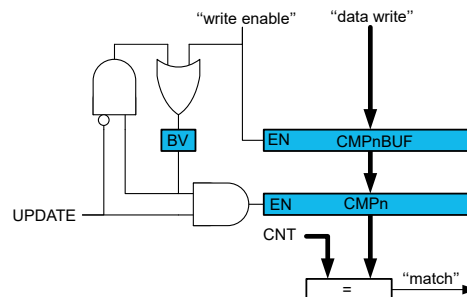 “write enable” “data write”
BV EN CMPnBUF
EN CMPn
UPDATE
CNT
= “match”